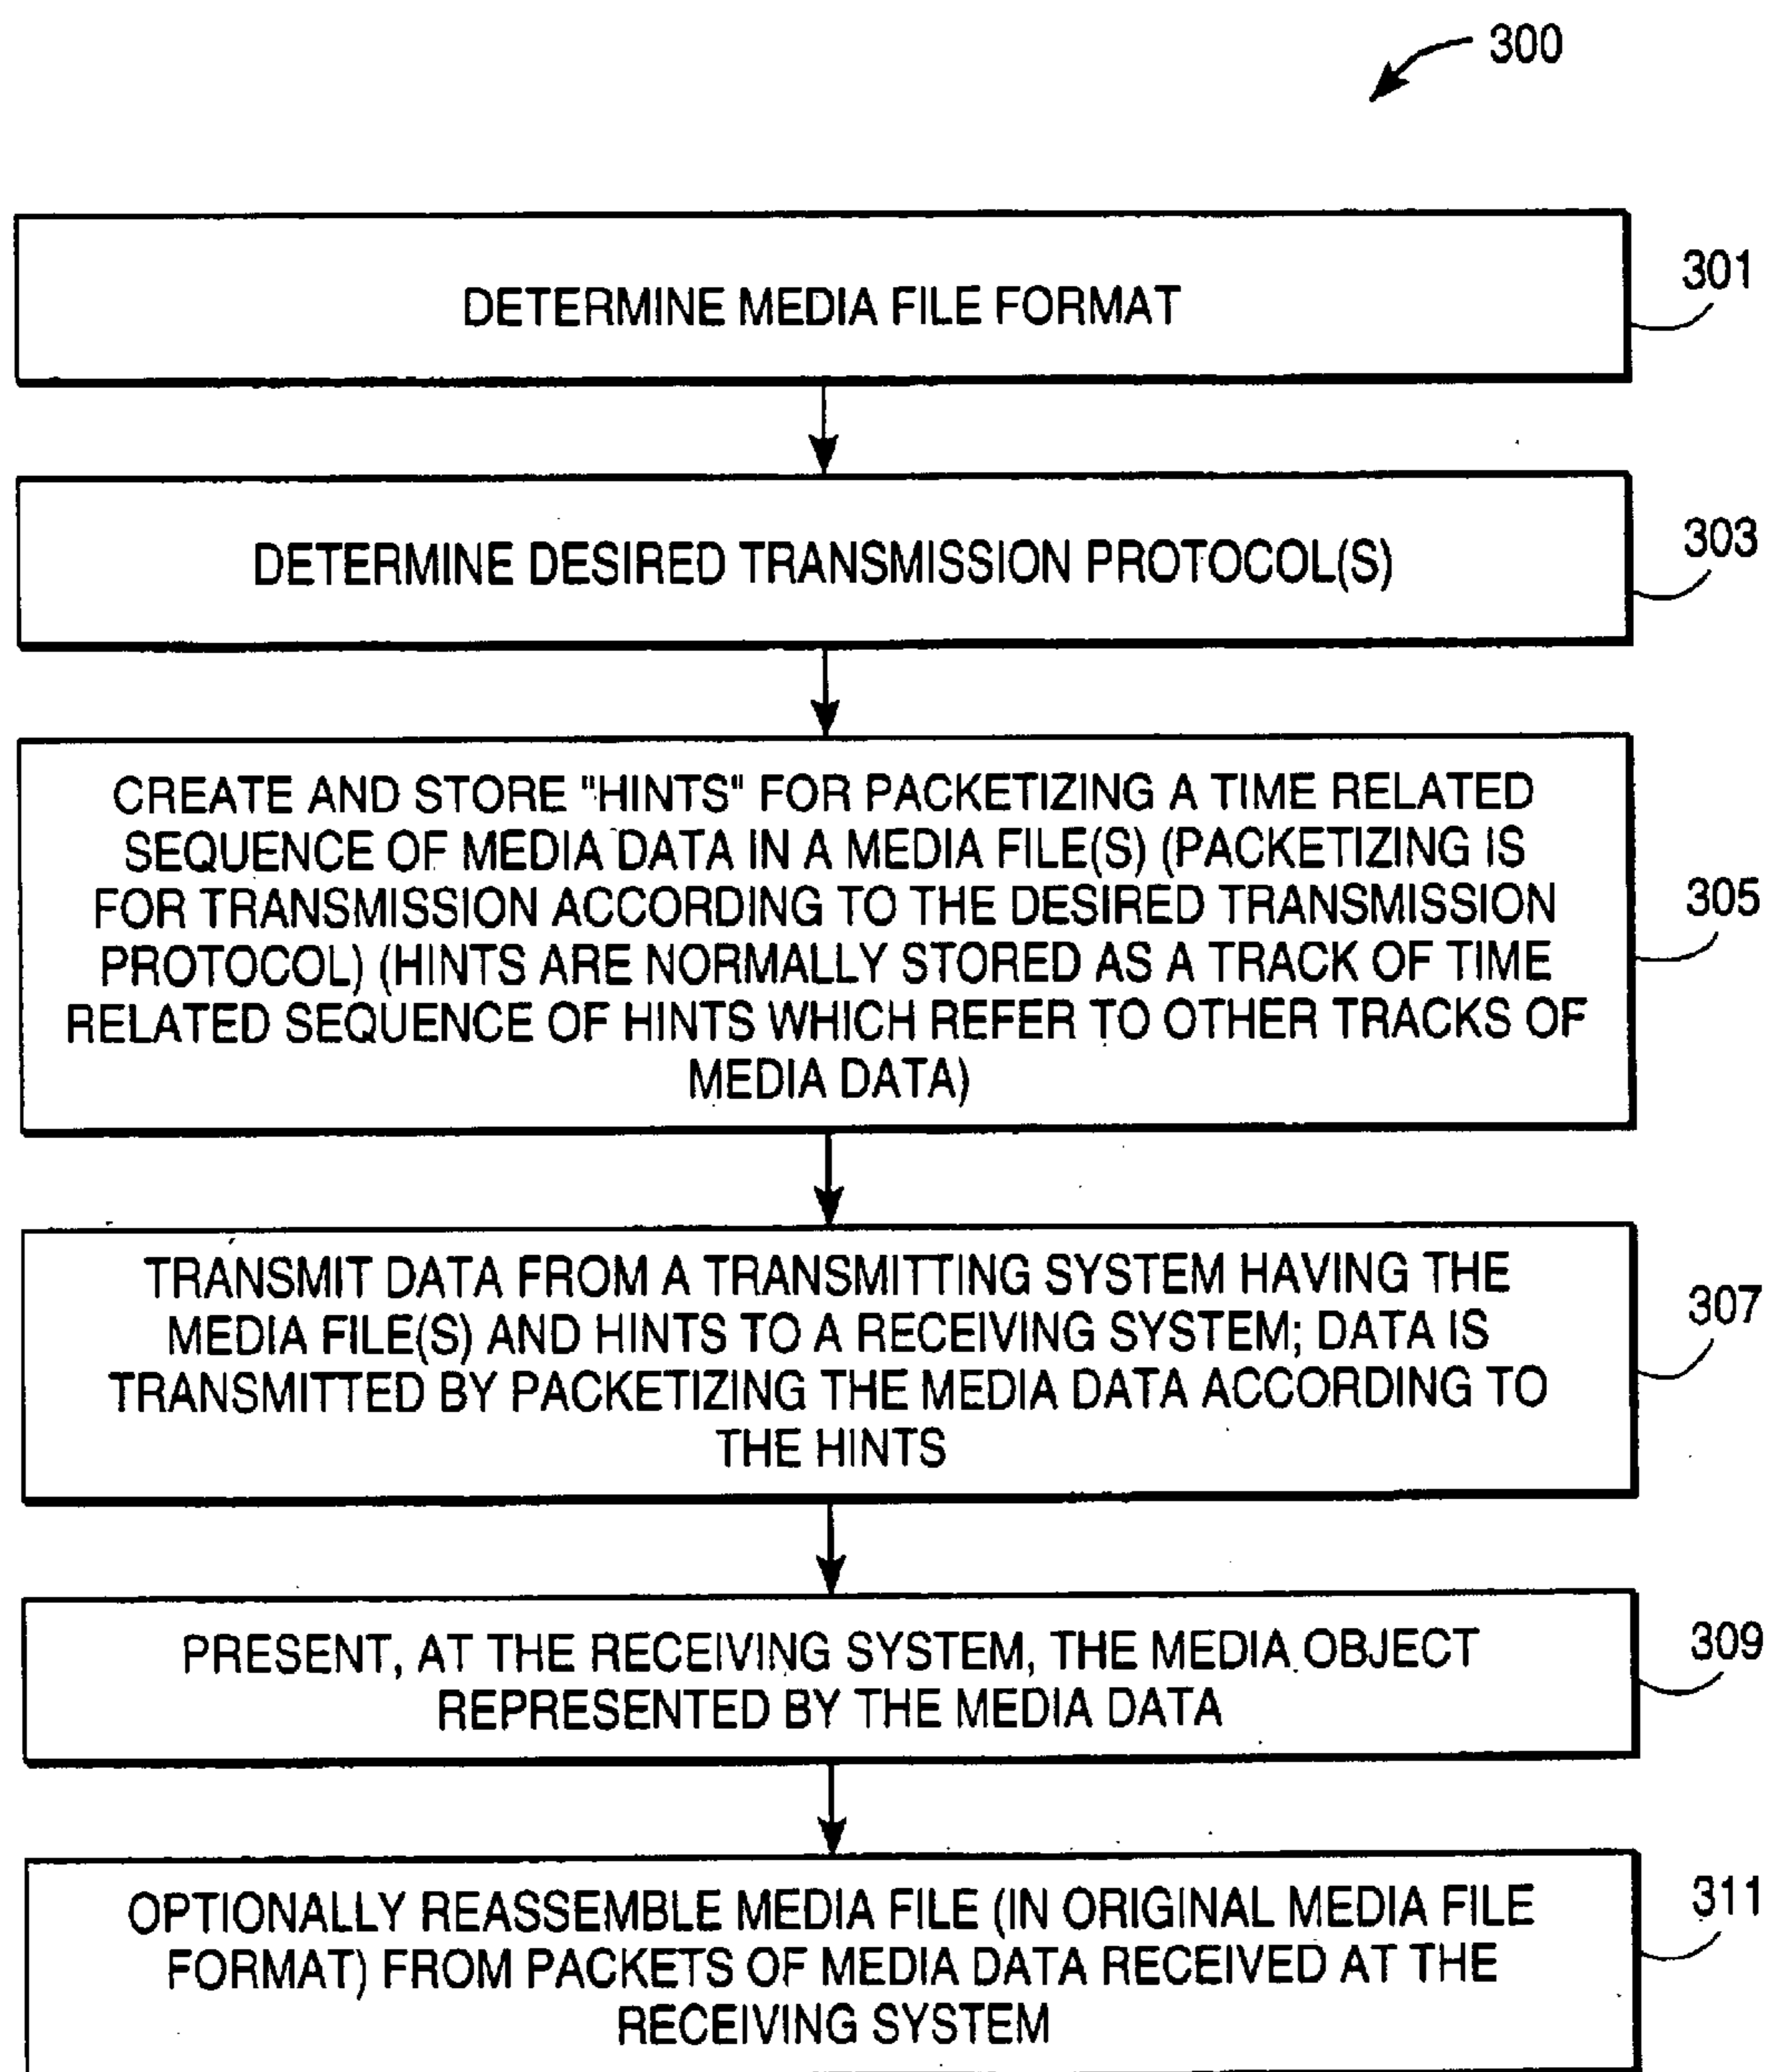 300
DETERMINE MEDIA FILE FORMAT
301
DETERMINE DESIRED TRANSMISSION PROTOCOL(S)
303
CREATE AND STORE "HINTS" FOR PACKETIZING A TIME RELATED
SEQUENCE OF MEDIA DATA IN A MEDIA FILE(S) (PACKETIZING IS
FOR TRANSMISSION ACCORDING TO THE DESIRED TRANSMISSION
PROTOCOL) (HINTS ARE NORMALLY STORED AS A TRACK OF TIME
RELATED SEQUENCE OF HINTS WHICH REFER TO OTHER TRACKS OF
MEDIA DATA)
305
TRANSMIT DATA FROM A TRANSMITTING SYSTEM HAVING THE
MEDIA FILE(S) AND HINTS TO A RECEIVING SYSTEM; DATA IS
TRANSMITTED BY PACKETIZING THE MEDIA DATA ACCORDING TO
THE HINTS
307
PRESENT, AT THE RECEIVING SYSTEM, THE MEDIA OBJECT
REPRESENTED BY THE MEDIA DATA
309
OPTIONALLY REASSEMBLE MEDIA FILE (IN ORIGINAL MEDIA FILE
FORMAT) FROM PACKETS OF MEDIA DATA RECEIVED AT THE
RECEIVING SYSTEM
311